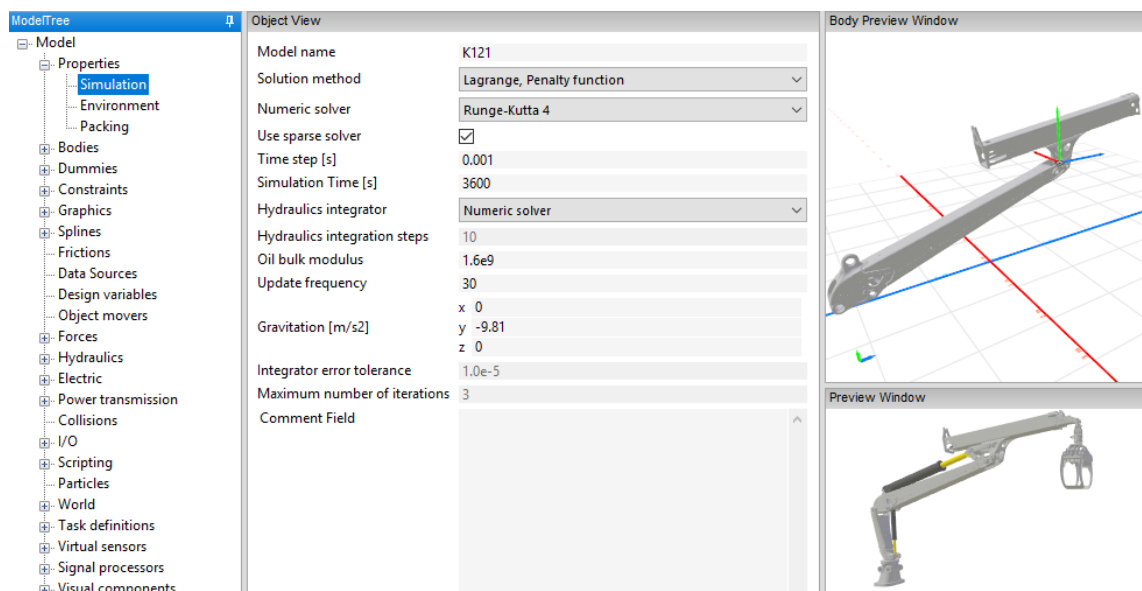 ModelTree
Model
Properties
Simulation
Environment
Packing
Bodies
Dummies
Constraints
Graphics
Splines
Frictions
Data Sources
Design variables
Object movers
Forces
Hydraulics
Electric
Power transmission
Collisions
I/O
Scripting
Particles
World
Task definitions
Virtual sensors
Signal processors
Visual components
Object View
Model name K121
Solution method Lagrange, Penalty function
Numeric solver Runge-Kutta 4
Use sparse solver
Time step [s] 0.001
Simulation Time [s] 3600
Hydraulics integrator Numeric solver
Hydraulics integration steps 10
Oil bulk modulus 1.6e9
Update frequency 30
Gravitation [m/s2]
x 0
y -9.81
z 0
Integrator error tolerance 1.0e-5
Maximum number of iterations 3
Comment Field
Body Preview Window
Preview Window